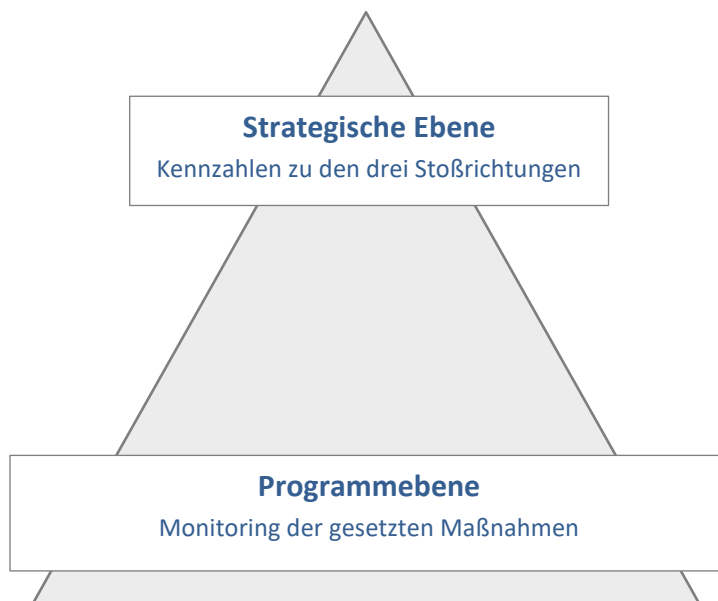 Strategische Ebene
Kennzahlen zu den drei Stoßrichtungen
Programmebene
Monitoring der gesetzten Maßnahmen